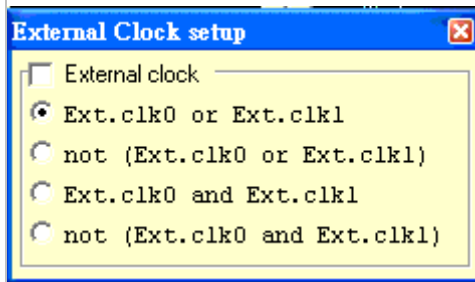 External Clock setup
External clock
Ext.clk0 or Ext.clk1
not (Ext.clk0 or Ext.clk1)
Ext.clk0 and Ext.clk1
not (Ext.clk0 and Ext.clk1)